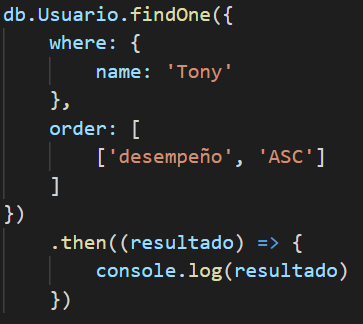 db.Usuario.findOne({
    where: {
        name: 'Tony'
    },
    order: [
        ['desempeño', 'ASC']
    ]
})
    .then((resultado) => {
        console.log(resultado)
    })